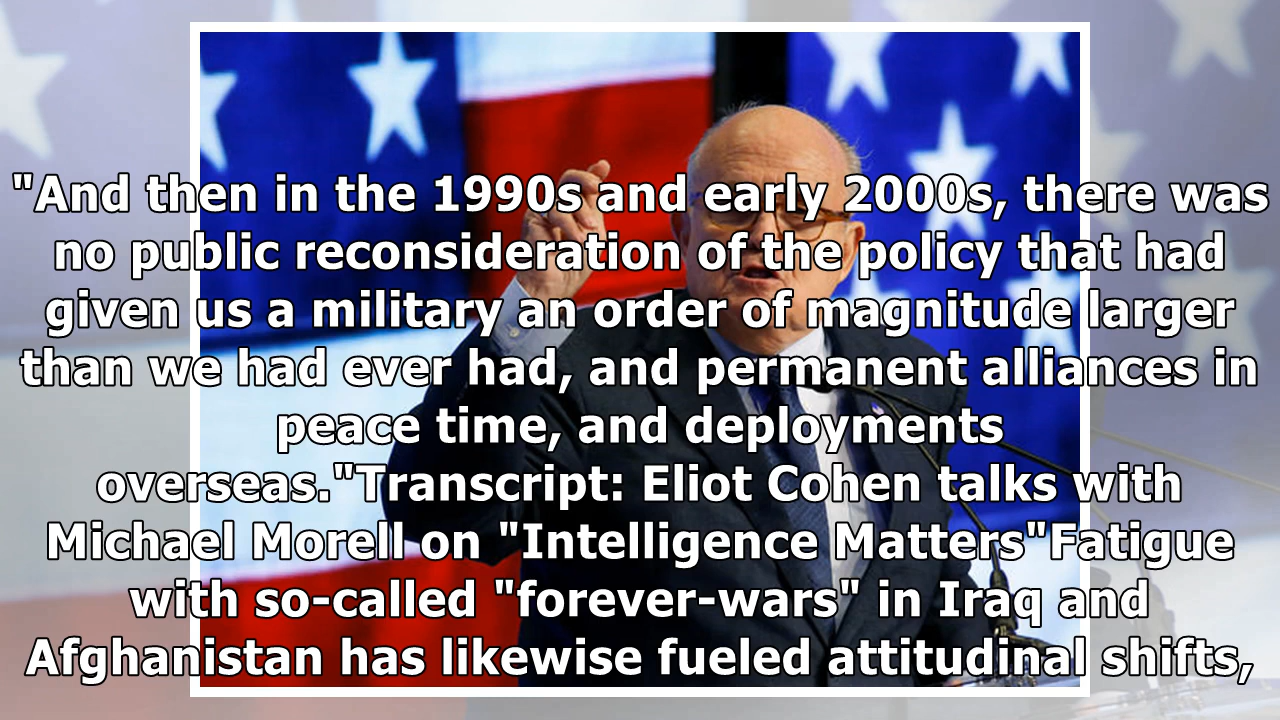 "And then in the 1990s and early 2000s, there was
no public reconsideration of the policy that had
given us a military an order of magnitude larger
than we had ever had, and permanent alliances in
peace time, and deployments
overseas."Transcript: Eliot Cohen talks with
Michael Morell on "Intelligence Matters"Fatigue
with so-called "forever-wars" in Iraq and
Afghanistan has likewise fueled attitudinal shifts,